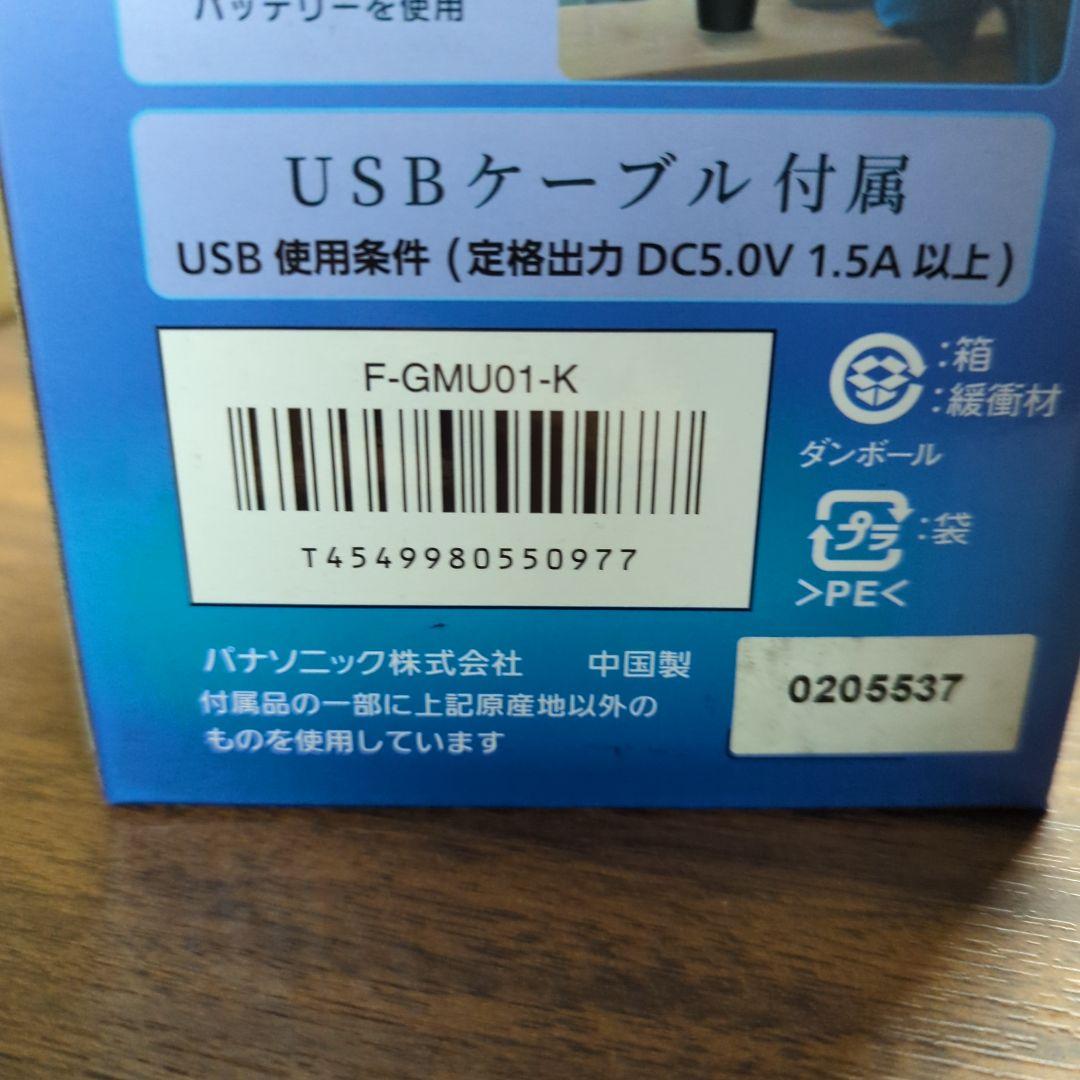 バッテリーを使用
USBケーブル付属
USB 使用条件 (定格出力 DC5.0V 1.5A 以上)
F-GMU01-K
T4549980550977
:箱
:緩衝材
ダンボール
プラ :袋
>PE<
パナソニック株式会社 中国製
付属品の一部に上記原産地以外の
ものを使用しています
0205537